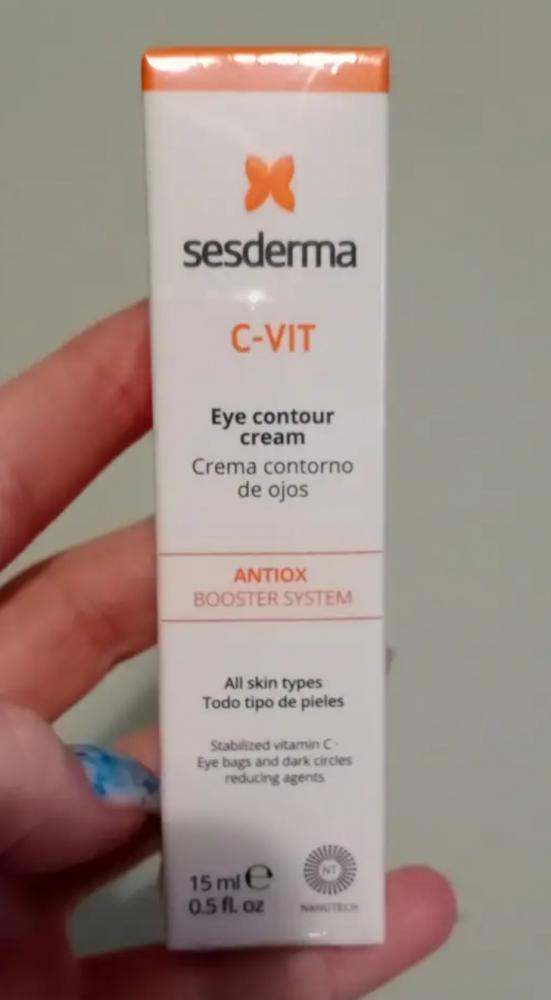 sesderma
C-VIT
Eye contour
cream
Crema contorno
de ojos
ANTIOX
BOOSTER SYSTEM
All skin types
Todo tipo de pieles
Stabilized vitamin C ·
Eye bags and dark circles
reducing agents
15 ml e
0.5 fl. oz
NT
NANOTECH